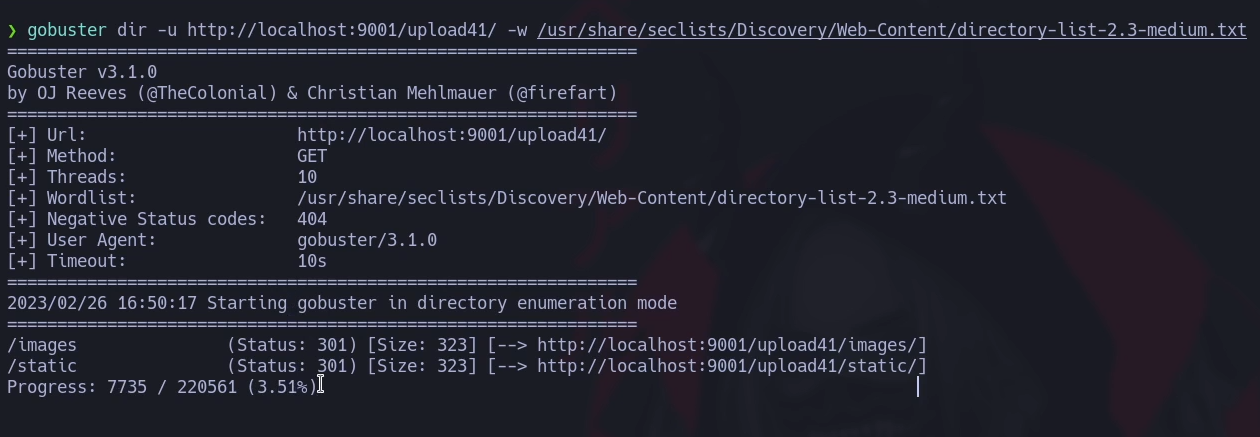 ❯ gobuster dir -u http://localhost:9001/upload41/ -w /usr/share/seclists/Discovery/Web-Content/directory-list-2.3-medium.txt
===============================================================
Gobuster v3.1.0
by OJ Reeves (@TheColonial) & Christian Mehlmauer (@firefart)
===============================================================
[+] Url:                     http://localhost:9001/upload41/
[+] Method:                  GET
[+] Threads:                 10
[+] Wordlist:                /usr/share/seclists/Discovery/Web-Content/directory-list-2.3-medium.txt
[+] Negative Status codes:   404
[+] User Agent:              gobuster/3.1.0
[+] Timeout:                 10s
===============================================================
2023/02/26 16:50:17 Starting gobuster in directory enumeration mode
===============================================================
/images               (Status: 301) [Size: 323] [--> http://localhost:9001/upload41/images/]
/static               (Status: 301) [Size: 323] [--> http://localhost:9001/upload41/static/]
Progress: 7735 / 220561 (3.51%)